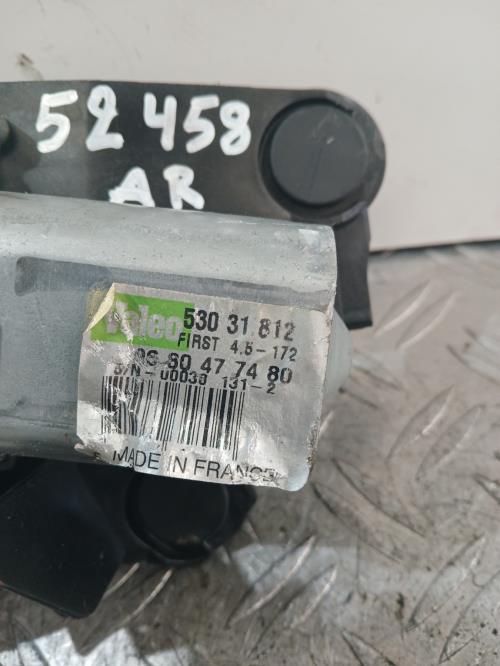 52458
AR
Valeo
530 31.812
FIRST 4.5-172
96 60 47 74 80
S/N-00038 131-2
MADE IN FRANCE